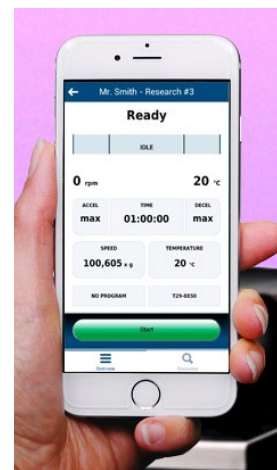 Mr. Smith - Research #3
Ready
IDLE
0 rpm
20 °C
ACCEL TIME DECEL
max 01:00:00 max
SPEED TEMPERATURE
100,605 x g 20 °C
NO PROGRAM T29-8X50
Start
Overview